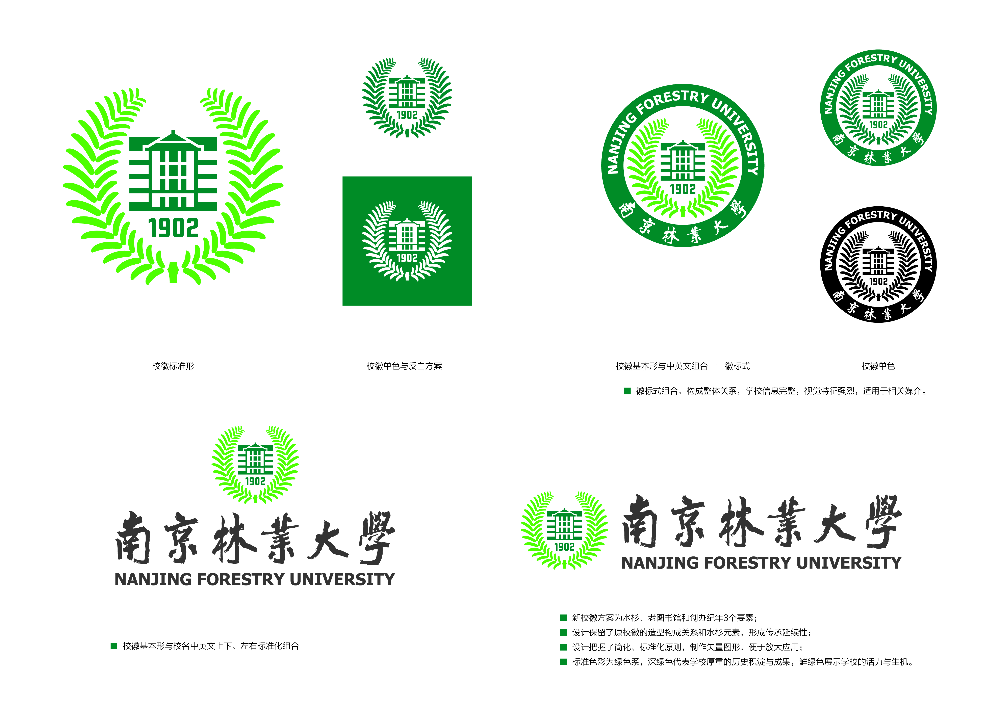 1902
1902
1902
NANJING FORESTRY UNIVERSITY
1902
南京林業大學
NANJING FORESTRY UNIVERSITY
1902
南京林業大學
NANJING FORESTRY UNIVERSITY
1902
南京林業大學
校徽标准形
校徽单色与反白方案
校徽基本形与中英文组合——徽标式
校徽单色
徽标式组合，构成整体关系，学校信息完整，视觉特征强烈，适用于相关媒介。
1902
南京林業大學
NANJING FORESTRY UNIVERSITY
校徽基本形与校名中英文上下、左右标准化组合
1902
南京林業大學
NANJING FORESTRY UNIVERSITY
新校徽方案为水杉、老图书馆和创办纪年3个要素；
设计保留了原校徽的造型构成关系和水杉元素，形成传承延续性；
设计把握了简化、标准化原则，制作矢量图形，便于放大应用；
标准色彩为绿色系，深绿色代表学校厚重的历史积淀与成果，鲜绿色展示学校的活力与生机。